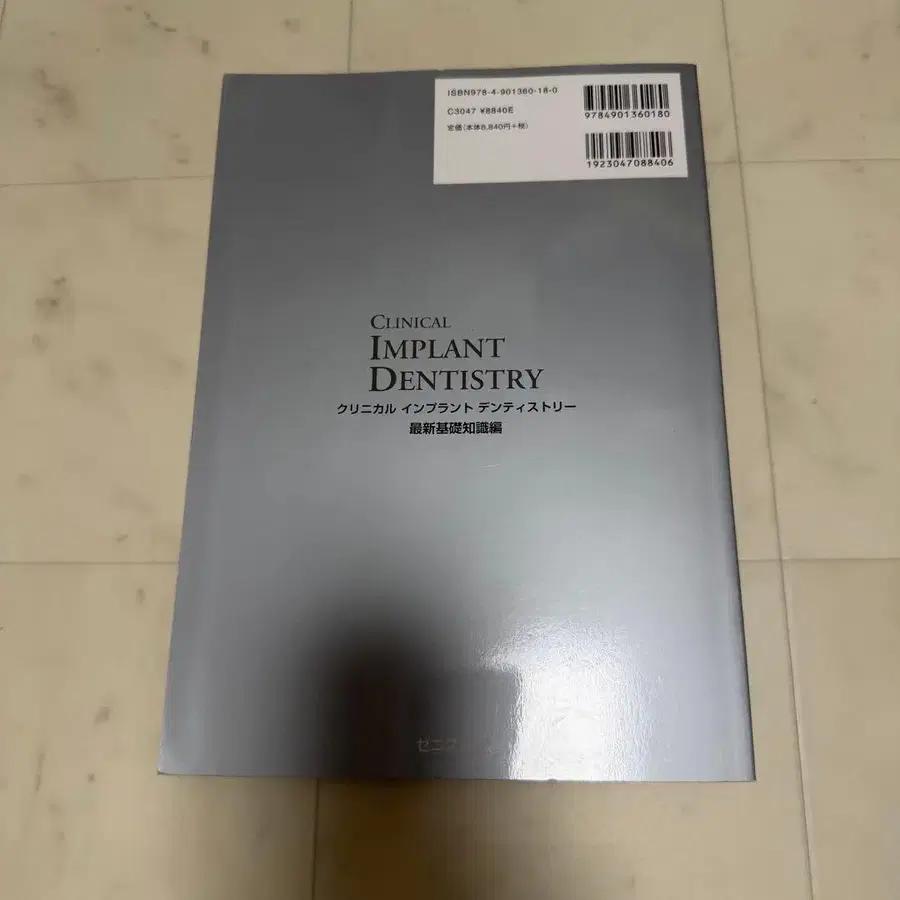 ISBN978-4-901360-18-0
C3047 ¥8840E
定価(本体8,840円+税)
9784901360180
1923047088406
CLINICAL
IMPLANT
DENTISTRY
クリニカル インプラント デンティストリー
最新基礎知識編